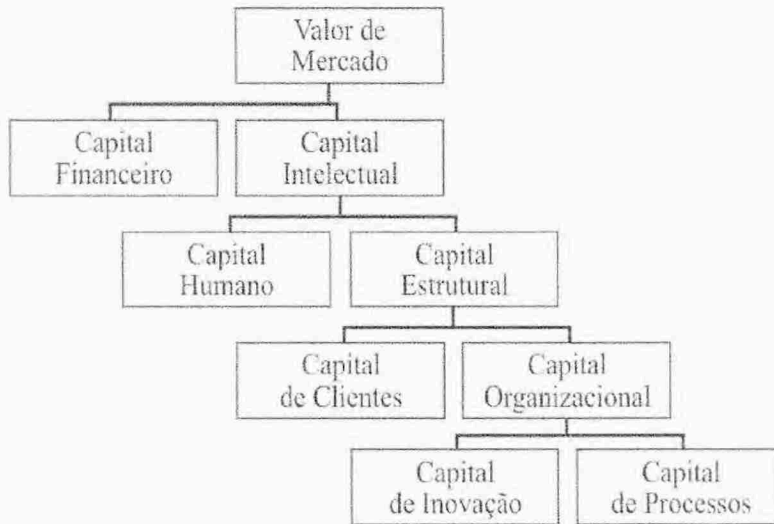 Valor de
Mercado
Capital
Financeiro
Capital
Intelectual
Capital
Humano
Capital
Estrutural
Capital
de Clientes
Capital
Organizacional
Capital
de Inovação
Capital
de Processos